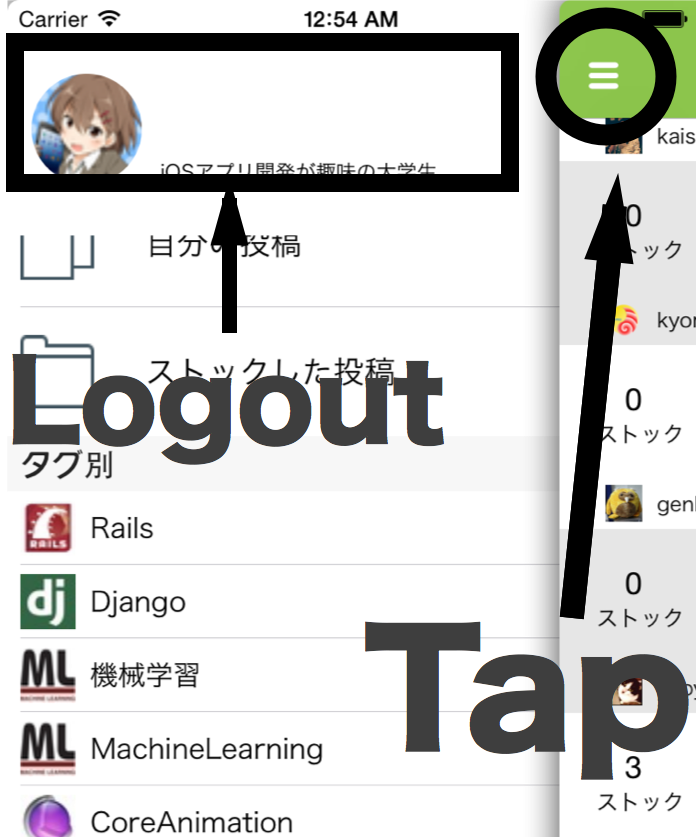 Carrier 12:54 AM
iOSアプリ開発が趣味の大学生
自分の投稿
ストックした投稿
Logout
タグ別
RAILS Rails
dj Django
ML 機械学習
MACHINE LEARNING
ML MachineLearning
MACHINE LEARNING
CoreAnimation
kais
0
ストック
kyor
0
ストック
gen
0
ストック
Tap
3
ストック